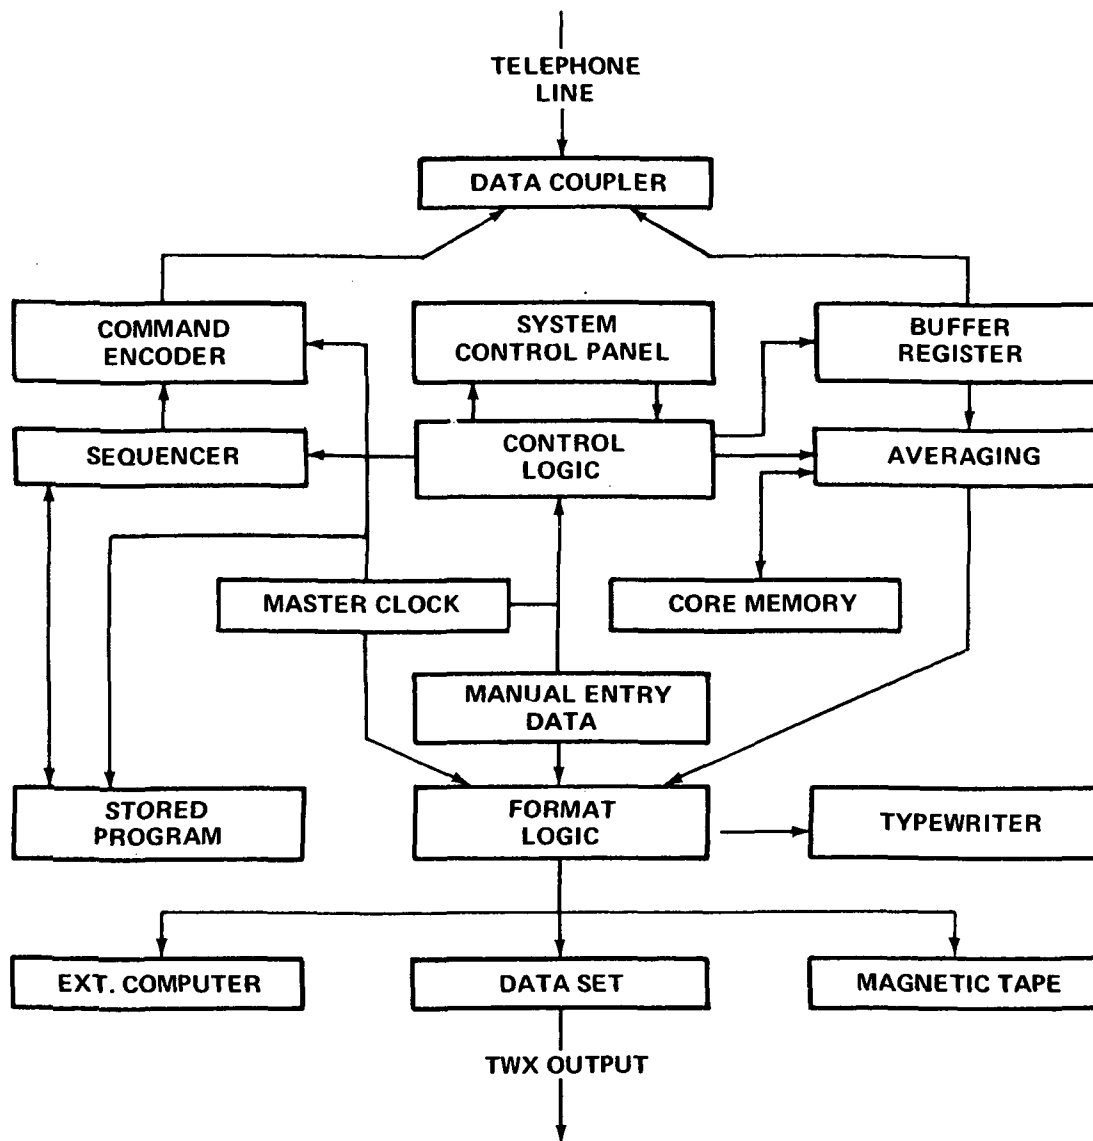 TELEPHONE
LINE
DATA COUPLER
COMMAND
ENCODER
SYSTEM
CONTROL PANEL
BUFFER
REGISTER
SEQUENCER
CONTROL
LOGIC
AVERAGING
MASTER CLOCK
CORE MEMORY
MANUAL ENTRY
DATA
STORED
PROGRAM
FORMAT
LOGIC
TYPEWRITER
EXT. COMPUTER
DATA SET
MAGNETIC TAPE
TWX OUTPUT